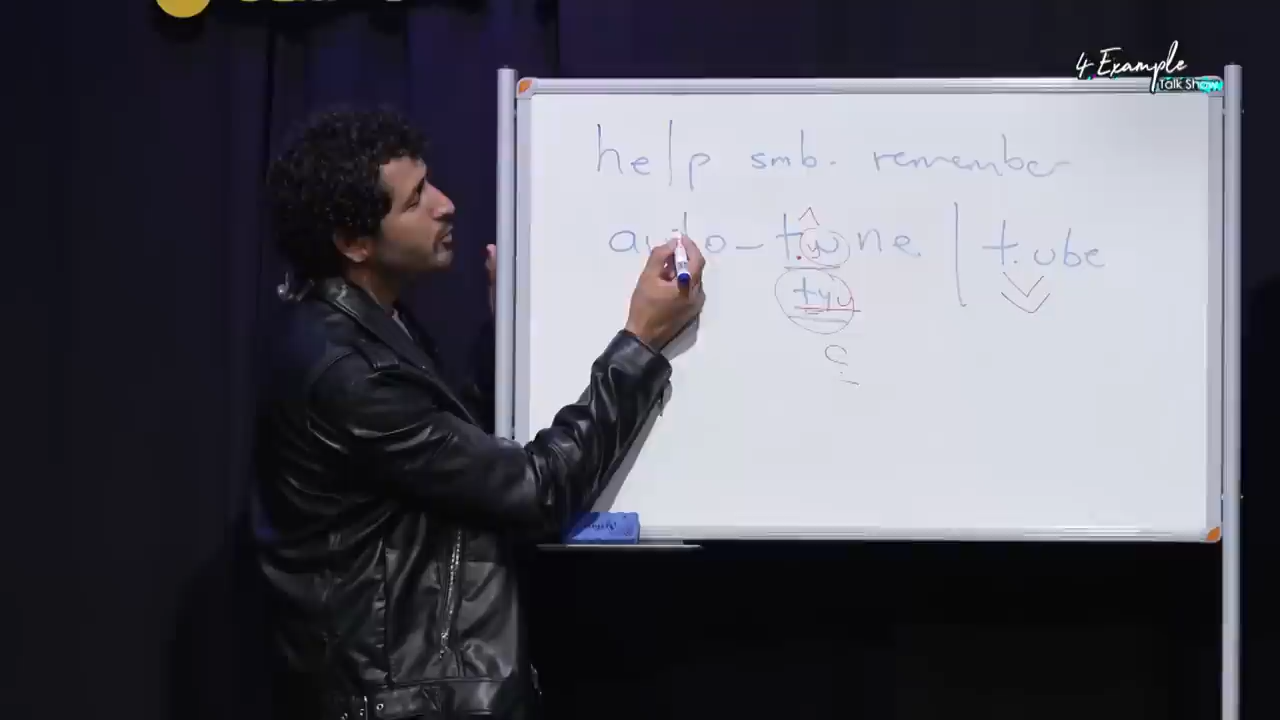 4 Example
Talk Show
help smb. remember
auto-tune | tube
tyu